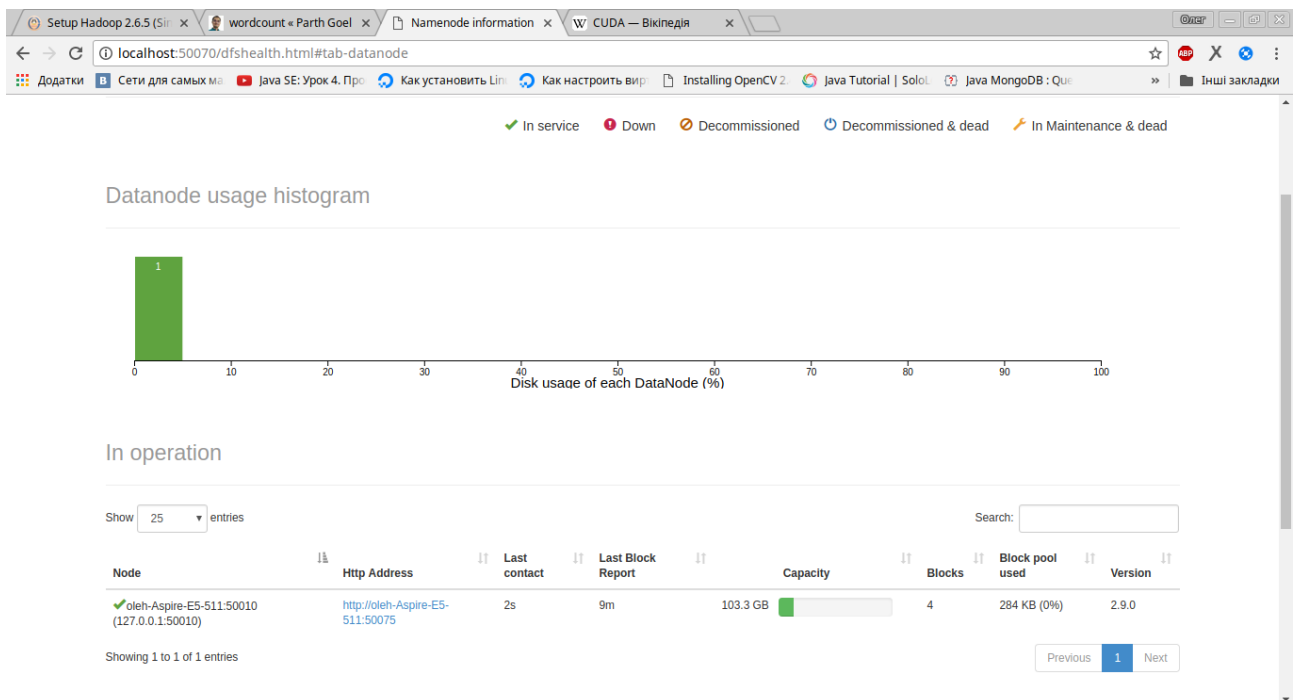 Setup Hadoop 2.6.5 (Sin
wordcount « Parth Goel
Namenode information
CUDA — Вікіпедія
Олег
localhost:50070/dfshealth.html#tab-datanode
Додатки
Сети для самых ма
Java SE: Урок 4. Про
Как установить Lin
Как настроить вирт
Installing OpenCV 2.
Java Tutorial | SoloL
Java MongoDB : Que
»
Інші закладки
In service
Down
Decommissioned
Decommissioned & dead
In Maintenance & dead
Datanode usage histogram
1
0 10 20 30 40 50 60 70 80 90 100
Disk usage of each DataNode (%)
In operation
Show 25 entries
Search:
Node Http Address Last contact Last Block Report Capacity Blocks Block pool used Version
oleh-Aspire-E5-511:50010 (127.0.0.1:50010) http://oleh-Aspire-E5-511:50075 2s 9m 103.3 GB 4 284 KB (0%) 2.9.0
Showing 1 to 1 of 1 entries
Previous 1 Next